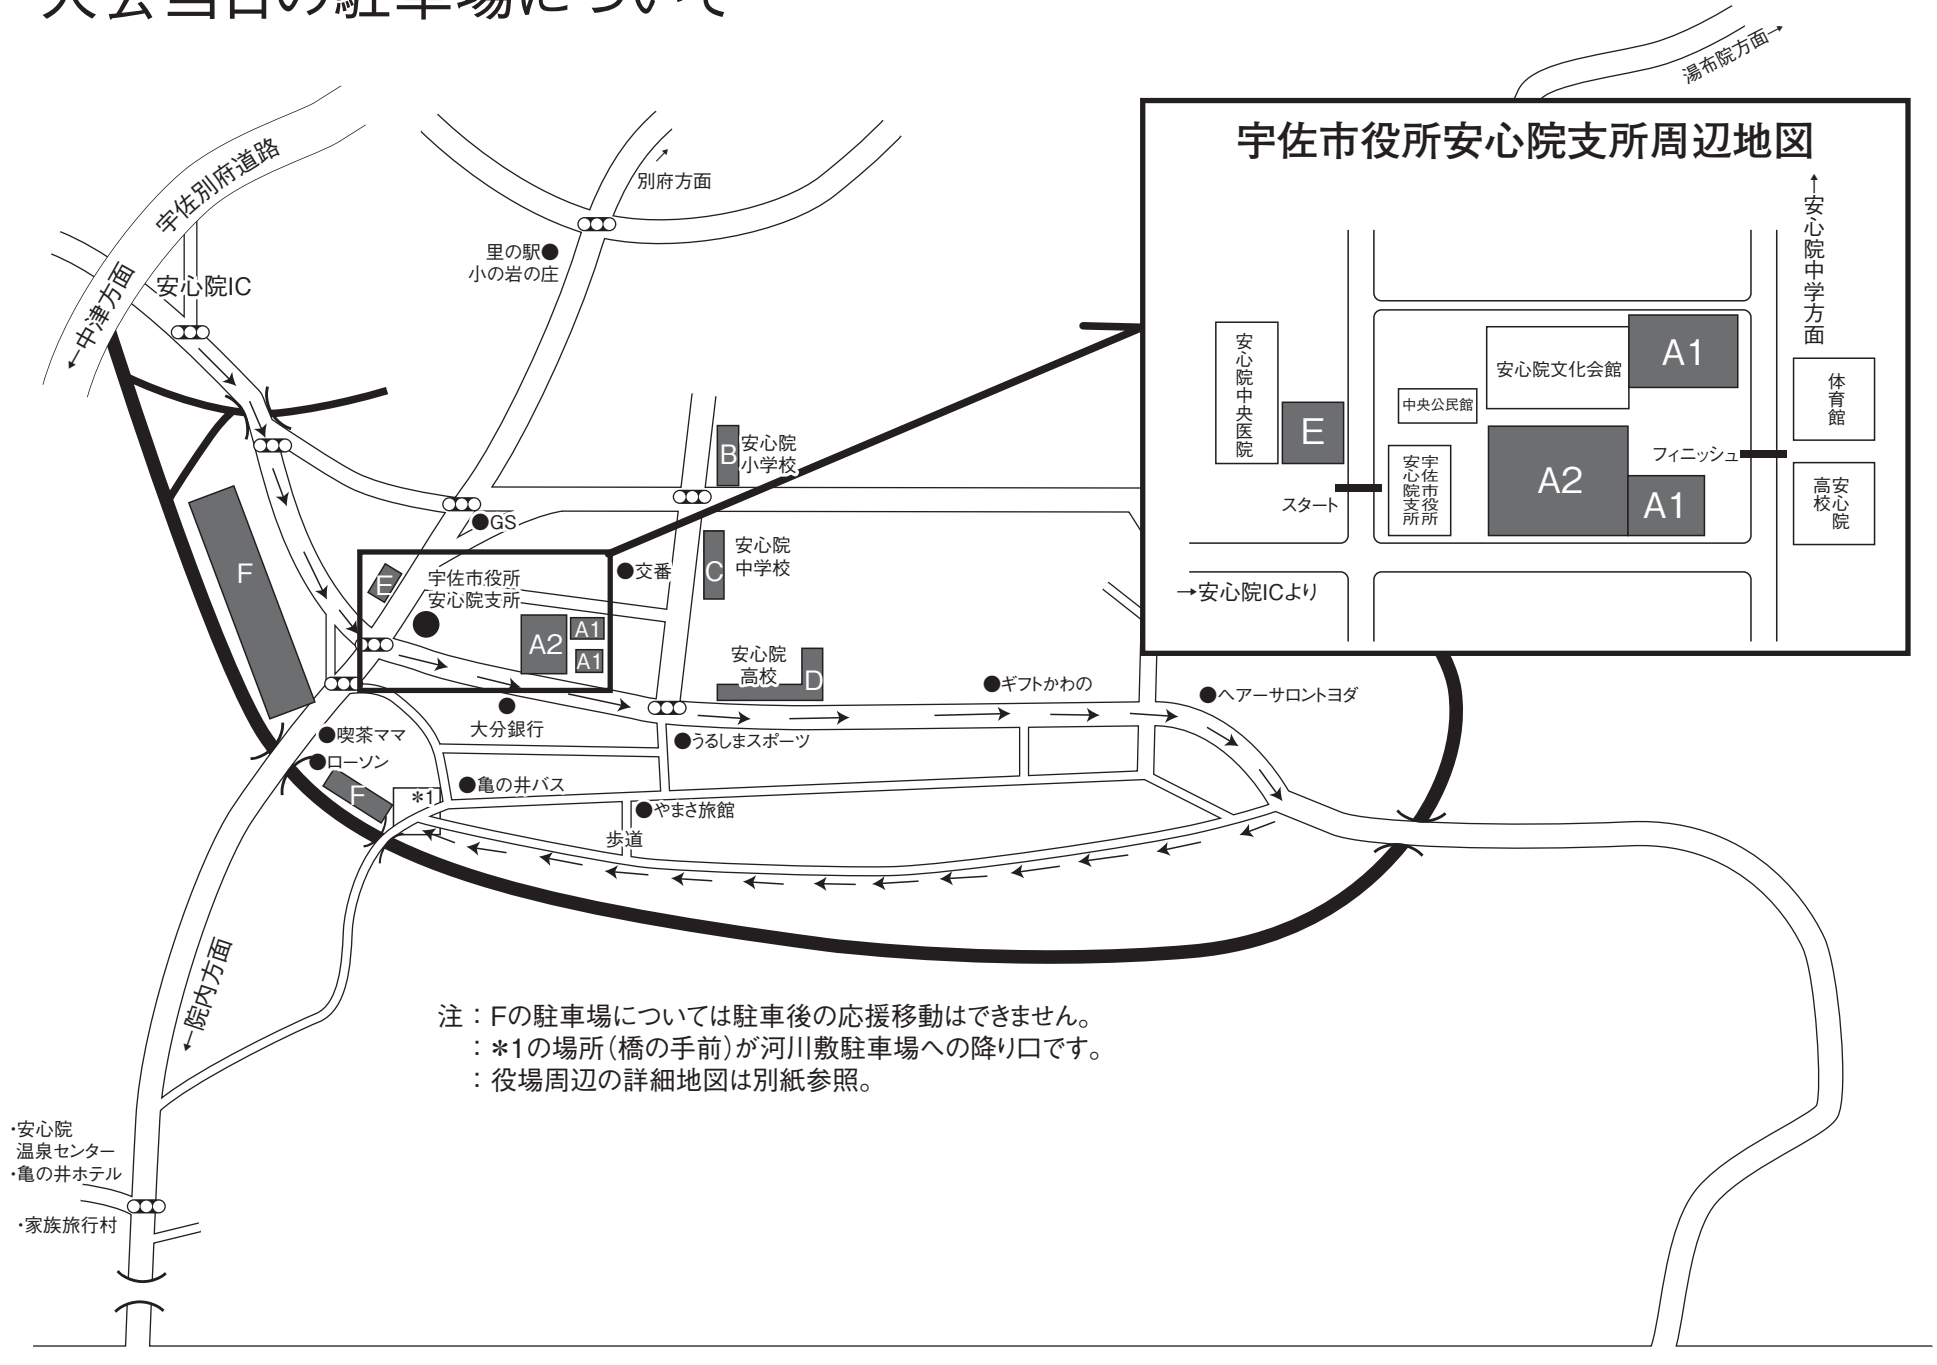 大会当日の駐車場について
湯布院方面→
宇佐別府道路
←中津方面
安心院IC
別府方面
里の駅
小の岩の庄
GS
B
安心院
小学校
C
安心院
中学校
交番
E
宇佐市役所
安心院支所
A2
A1
A1
F
安心院
高校
D
ギフトかわの
ヘアーサロントヨダ
大分銀行
うるしまスポーツ
喫茶ママ
ローソン
F
*1
亀の井バス
やまさ旅館
歩道
←院内方面
・安心院
温泉センター
・亀の井ホテル
・家族旅行村
宇佐市役所安心院支所周辺地図
←安心院中学方面
安心院中央医院
E
中央公民館
安心院文化会館
A1
体育館
スタート
宇佐市役所
安心院支所
A2
A1
フィニッシュ
安心院
高校
→安心院ICより
注：Fの駐車場については駐車後の応援移動はできません。
：*1の場所（橋の手前）が河川敷駐車場への降り口です。
：役場周辺の詳細地図は別紙参照。